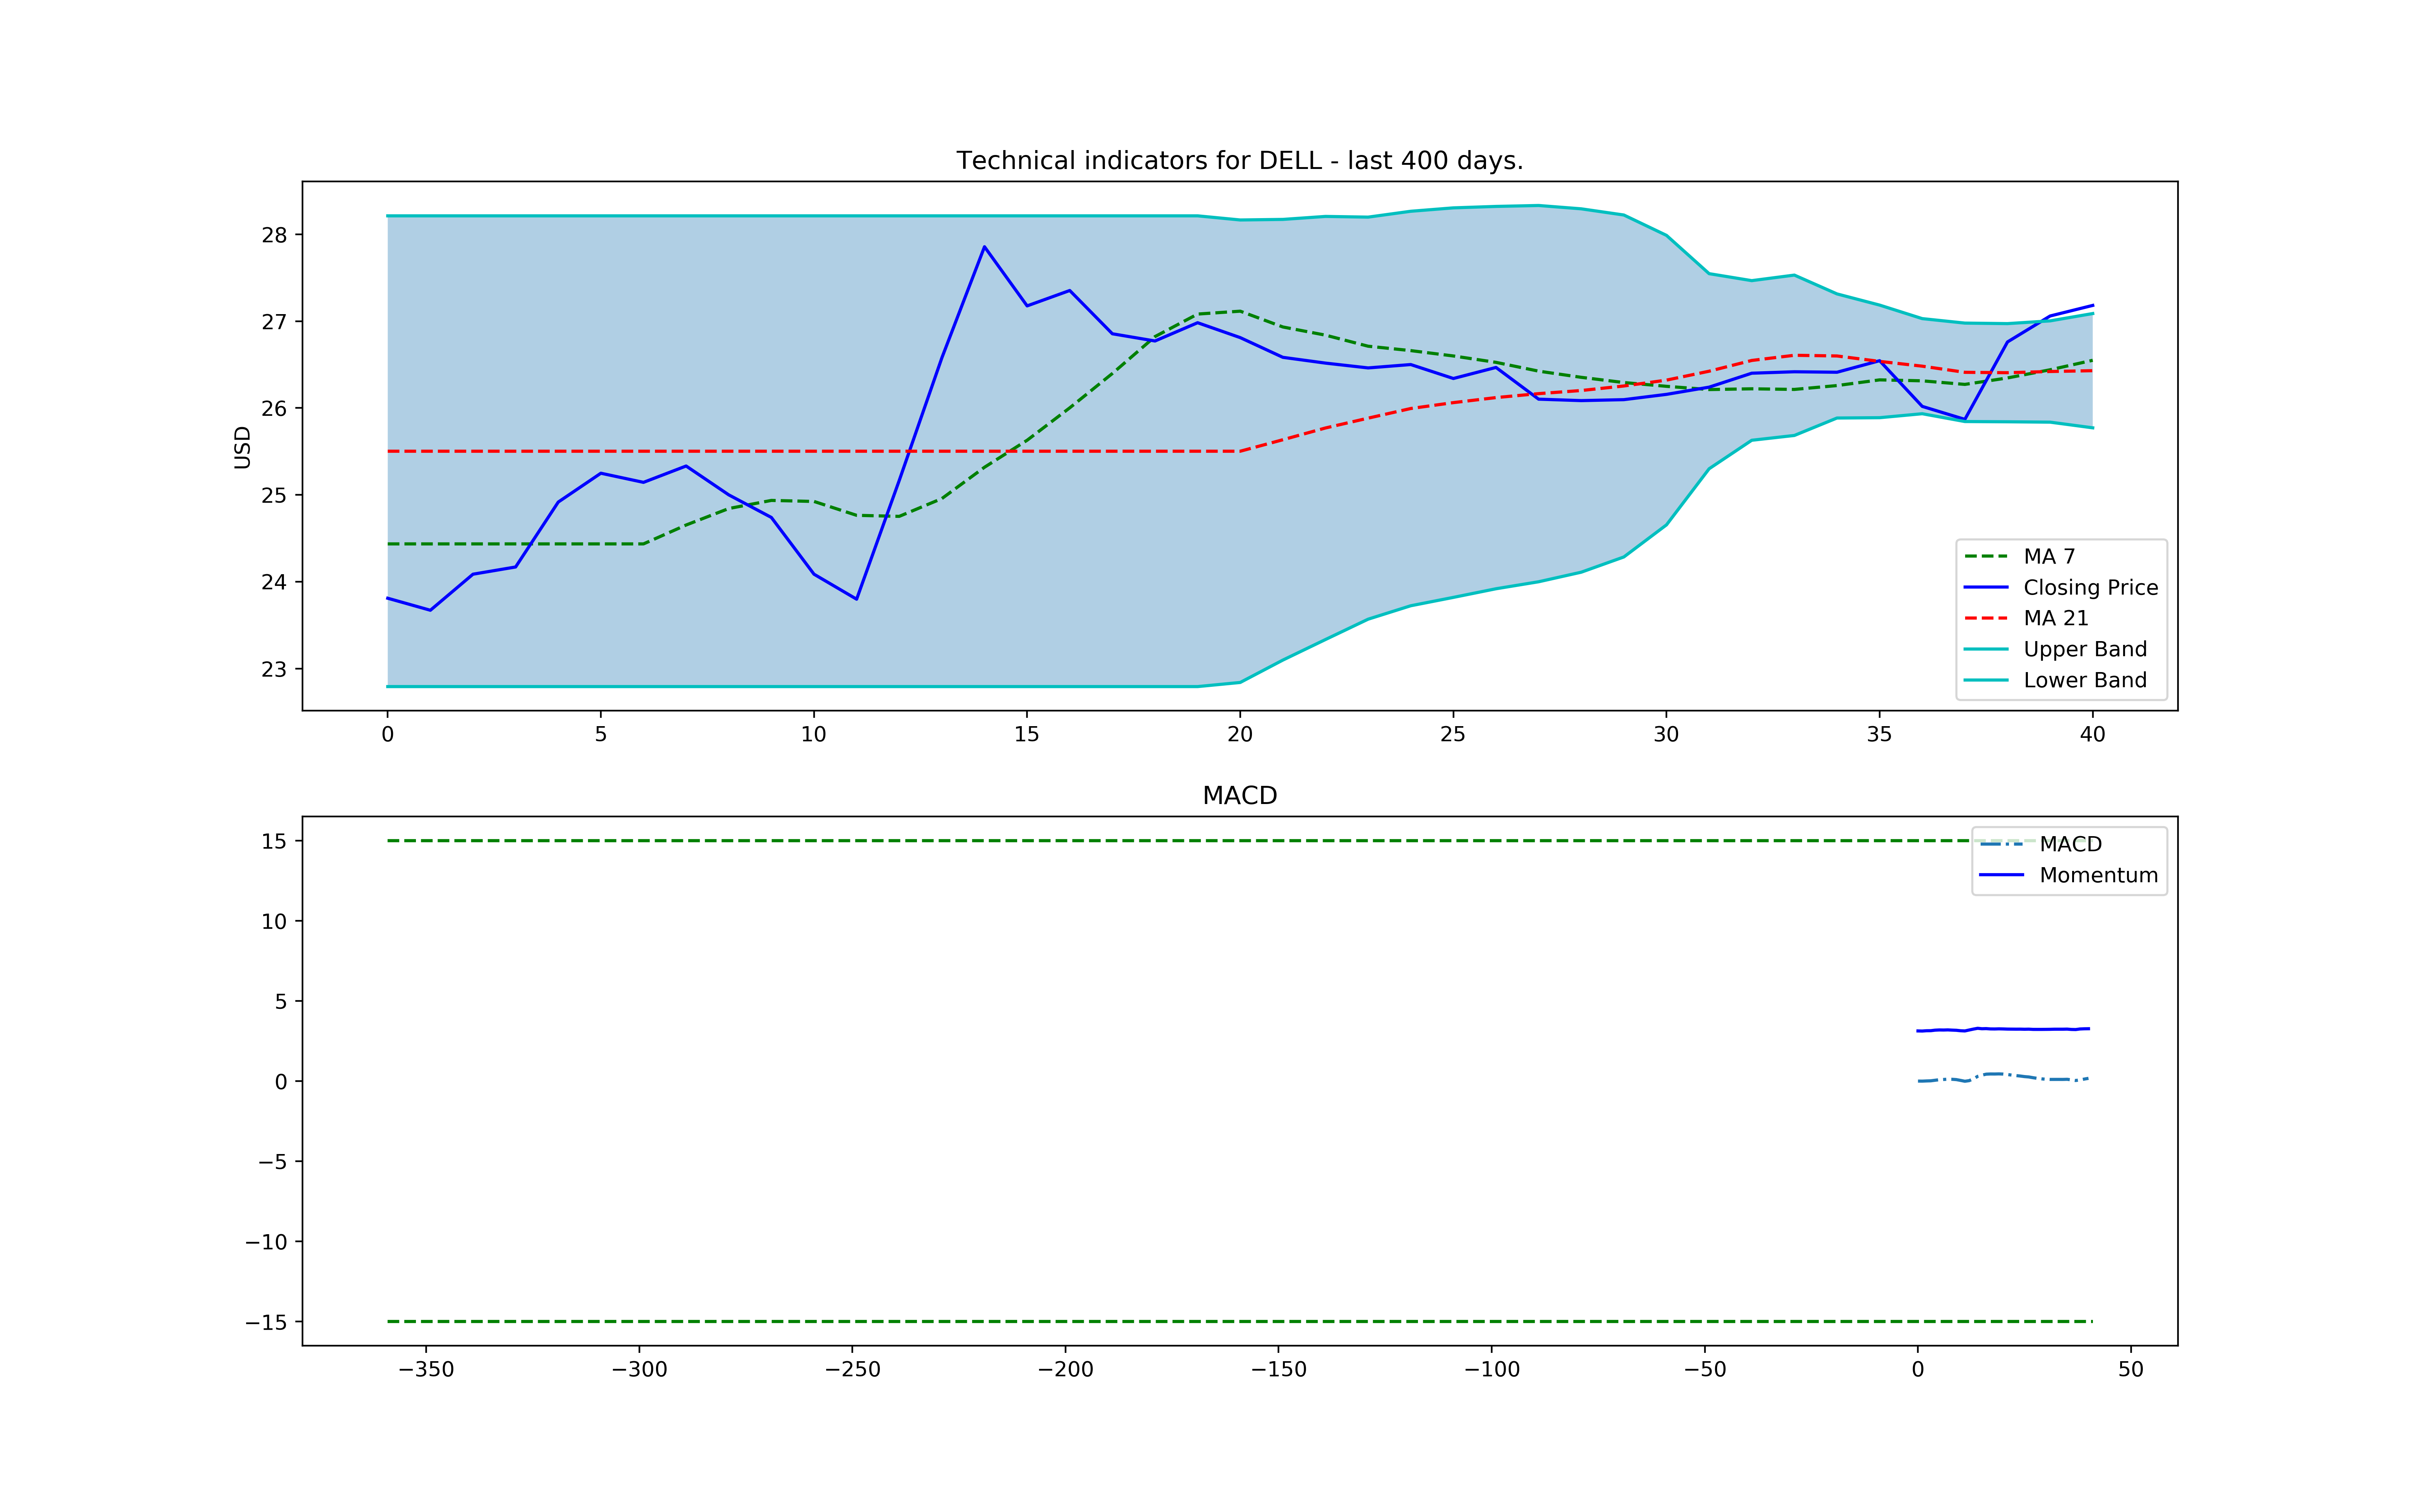 Technical indicators for DELL - last 400 days.
USD
28
27
26
25
24
23
0 5 10 15 20 25 30 35 40
MA 7
Closing Price
MA 21
Upper Band
Lower Band
MACD
15
10
5
0
−5
−10
−15
−350 −300 −250 −200 −150 −100 −50 0 50
MACD
Momentum